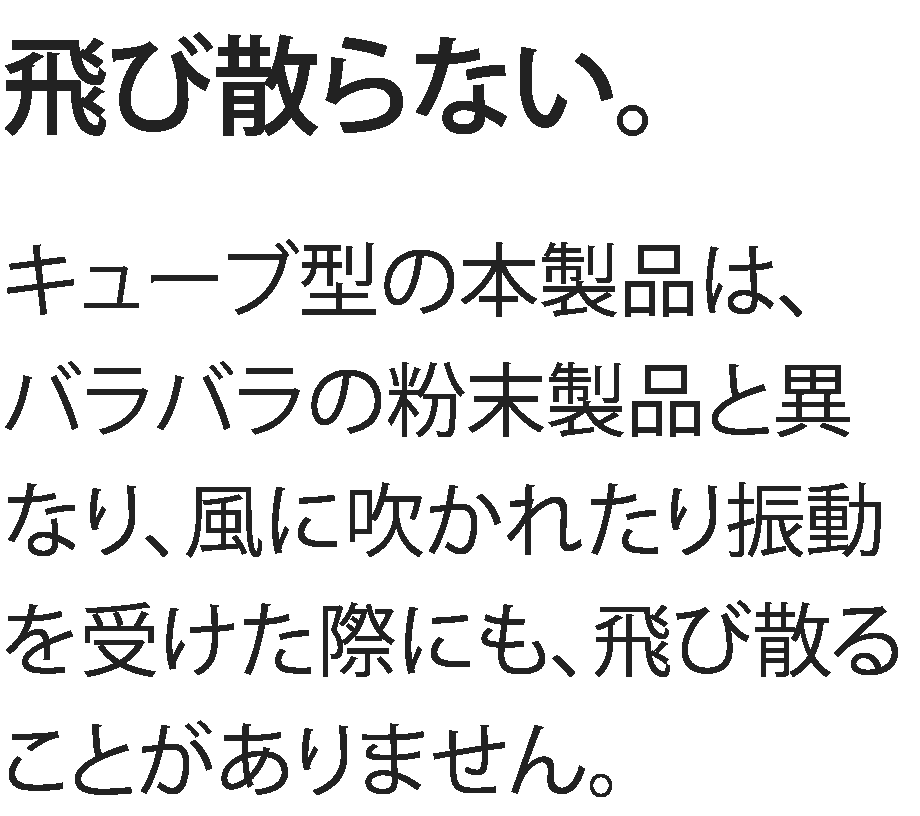 飛び散らない。
キューブ型の本製品は、
バラバラの粉末製品と異
なり、風に吹かれたり振動
を受けた際にも、飛び散る
ことがありません。